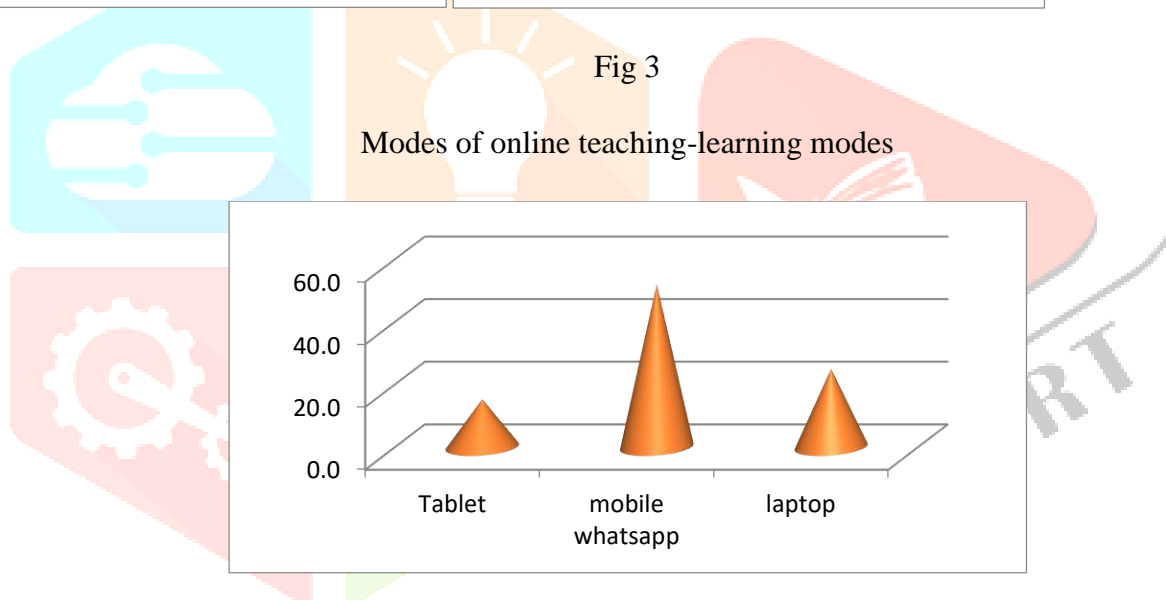 Fig 3
Modes of online teaching-learning modes
60.0
40.0
20.0
0.0
Tablet
mobile
whatsapp
laptop
RT